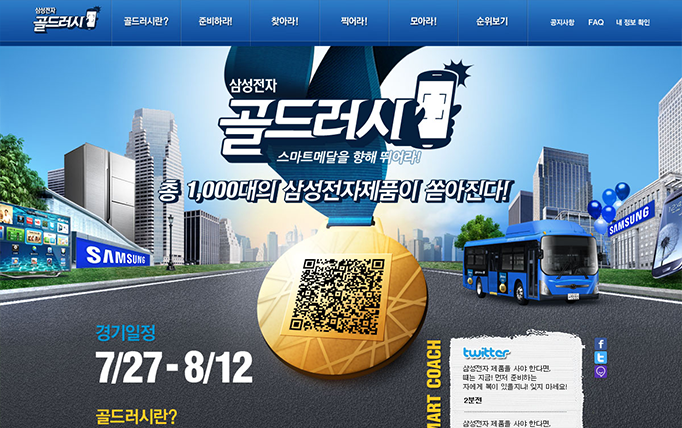 삼성전자
골드러시
골드러시란?
준비하라!
찾아라!
찍어라!
모아라!
순위보기
공지사항
FAQ
내 정보 확인
삼성전자
골드러시
스마트메달을 향해 뛰어라!
총 1,000대의 삼성전자제품이 쏟아진다!
SAMSUNG
SAMSUNG
경기일정
7/27 - 8/12
골드러시란?
MART COACH
twitter
삼성전자 제품을 사야 한다면,
때는 지금! 먼저 준비하는
자에게 복이 있을지니! 잊지 마세요!
2분전
삼성전자 제품을 사야 한다면,